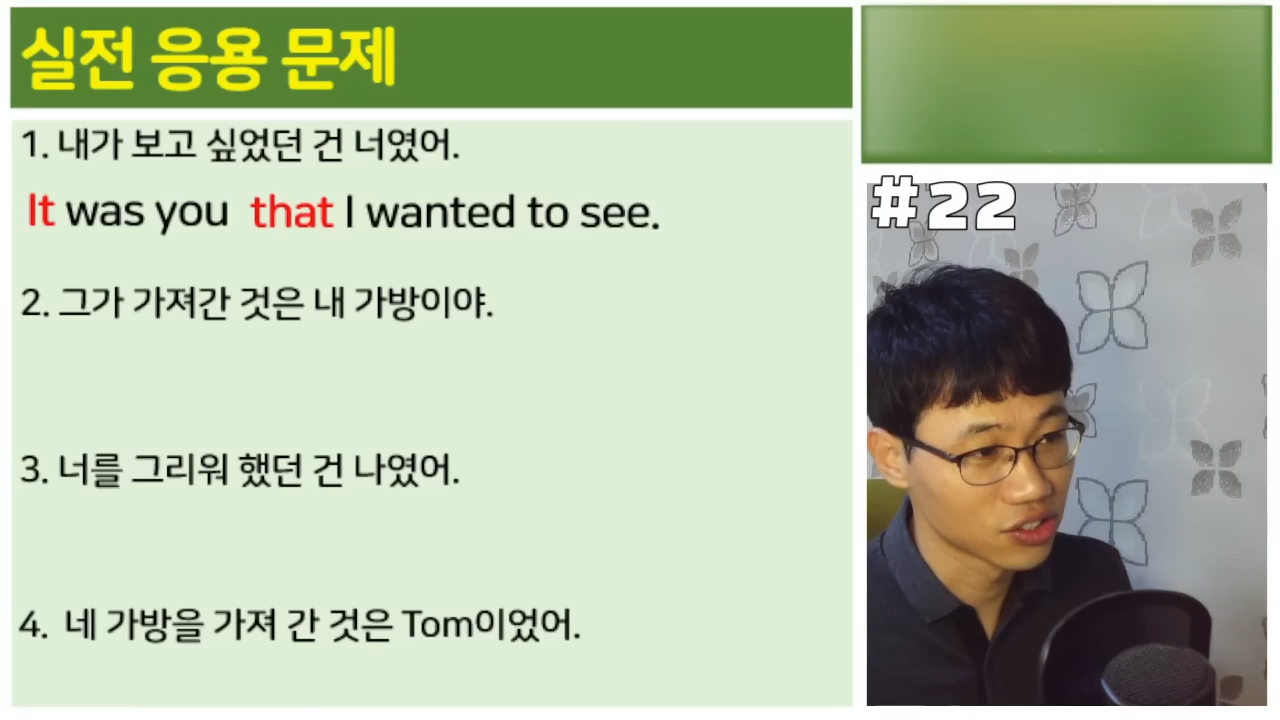 실전 응용 문제
1. 내가 보고 싶었던 건 너였어.
It was you that I wanted to see.
2. 그가 가져간 것은 내 가방이야.
3. 너를 그리워 했던 건 나였어.
4. 네 가방을 가져 간 것은 Tom이었어.
#22